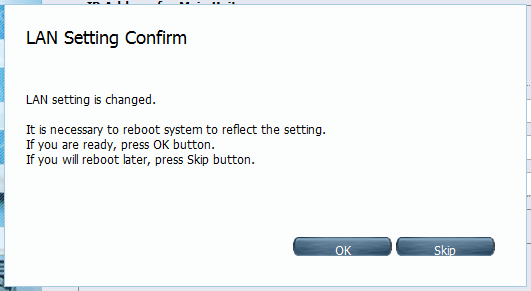 LAN Setting Confirm
LAN setting is changed.
It is necessary to reboot system to reflect the setting.
If you are ready, press OK button.
If you will reboot later, press Skip button.
OK
Skip